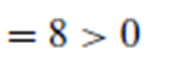 = 8 > 0